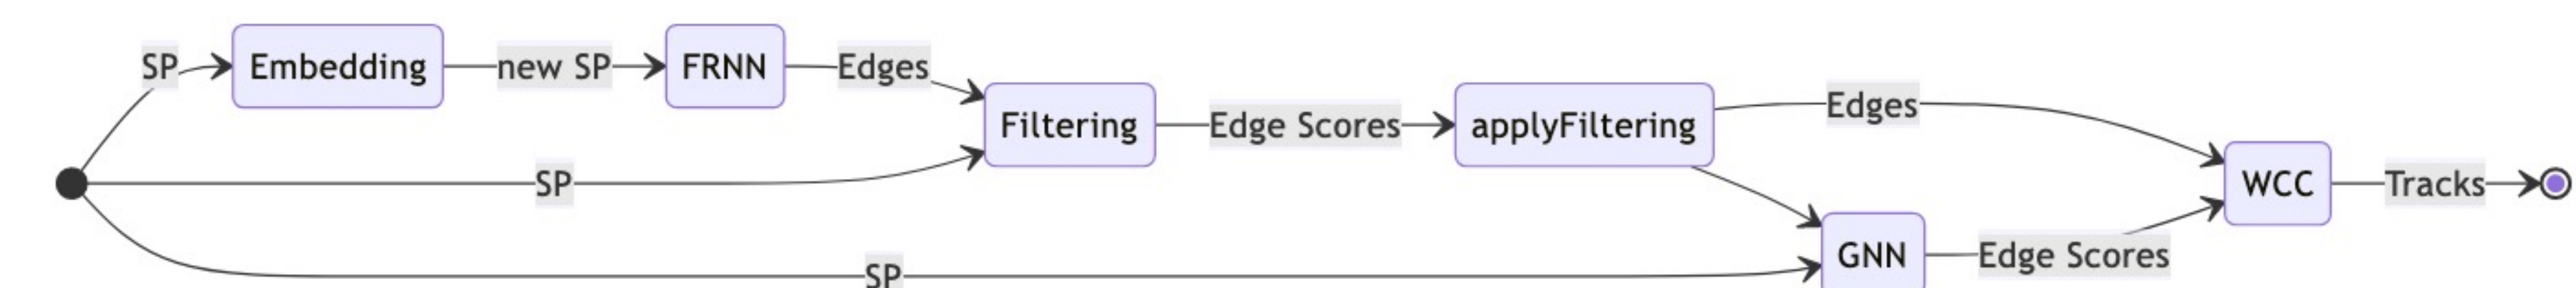 SP
Embedding
new SP
FRNN
Edges
SP
Filtering
Edge Scores
applyFiltering
Edges
SP
GNN
Edge Scores
WCC
Tracks